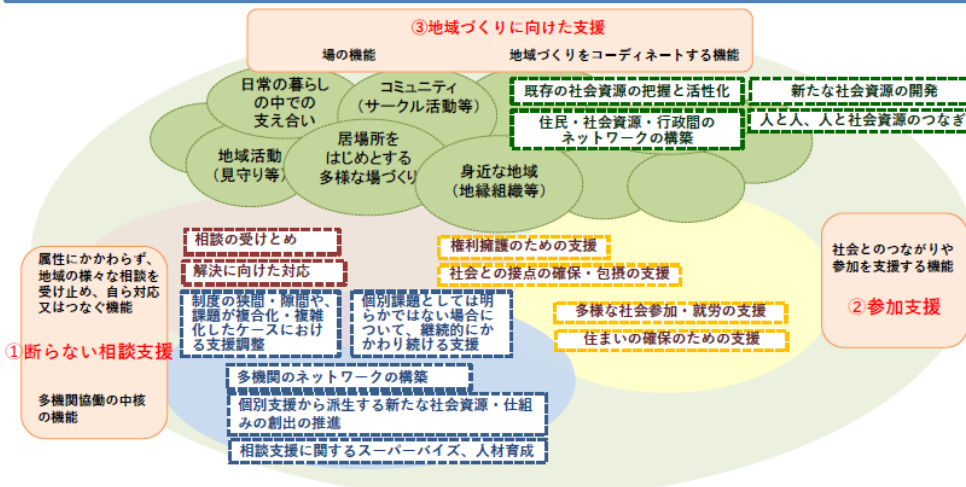 ③地域づくりに向けた支援
場の機能
地域づくりをコーディネートする機能
日常の暮らし
の中での
支え合い
コミュニティ
（サークル活動等）
既存の社会資源の把握と活性化
新たな社会資源の開発
住民・社会資源・行政間の
ネットワークの構築
人と人、人と社会資源のつなぎ
地域活動
（見守り等）
居場所を
はじめとする
多様な場づくり
身近な地域
（地縁組織等）
属性にかかわらず、
地域の様々な相談を
受け止め、自ら対応
又はつなぐ機能
①断らない相談支援
多機関協働の中核
の機能
相談の受けとめ
解決に向けた対応
制度の狭間・隙間や、
課題が複合化・複雑
化したケースにおけ
る支援調整
個別課題としては明
らかではない場合に
ついて、継続的にか
かわり続ける支援
多機関のネットワークの構築
個別支援から派生する新たな社会資源・仕組
みの創出の推進
相談支援に関するスーパーバイズ、人材育成
権利擁護のための支援
社会との接点の確保・包摂の支援
多様な社会参加・就労の支援
住まいの確保のための支援
社会とのつながりや
参加を支援する機能
②参加支援